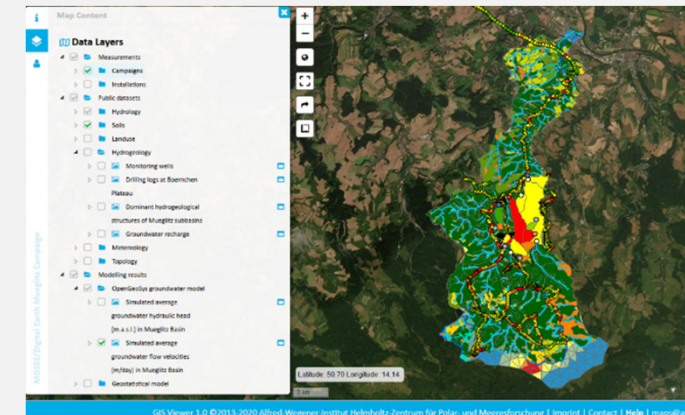 Map Content
Data Layers
Measurements
Campaigns
Installations
Public datasets
Hydrology
Soils
Landuse
Hydrogeology
Monitoring wells
Drilling logs at Boernchen
Plateau
Dominant hydrogeological
structures of Mueglitz subbasins
Groundwater recharge
Metereology
Topology
Modelling results
OpenGeoSys groundwater model
Simulated average
groundwater hydraulic head
[m a.s.l.] in Mueglitz Basin
Simulated average
groundwater flow velocities
[m/day] in Mueglitz Basin
Geostatistical model
MOSES/Digital Earth Mueglitz Campaign
Latitude: 50.70 Longitude: 14.14
GIS Viewer 1.0 ©2013-2020 Alfred-Wegener Institut Helmholtz-Zentrum für Polar- und Meeresforschung | Imprint | Contact | Help | maps@